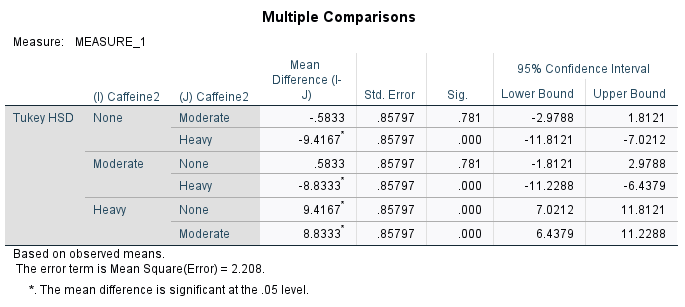 Multiple Comparisons
Measure: MEASURE_1
(I) Caffeine2 (J) Caffeine2 Mean Difference (I-J) Std. Error Sig. 95% Confidence Interval
Lower Bound Upper Bound
Tukey HSD None Moderate -.5833 .85797 .781 -2.9788 1.8121
Heavy -9.4167* .85797 .000 -11.8121 -7.0212
Moderate None .5833 .85797 .781 -1.8121 2.9788
Heavy -8.8333* .85797 .000 -11.2288 -6.4379
Heavy None 9.4167* .85797 .000 7.0212 11.8121
Moderate 8.8333* .85797 .000 6.4379 11.2288
Based on observed means.
The error term is Mean Square(Error) = 2.208.
*. The mean difference is significant at the .05 level.